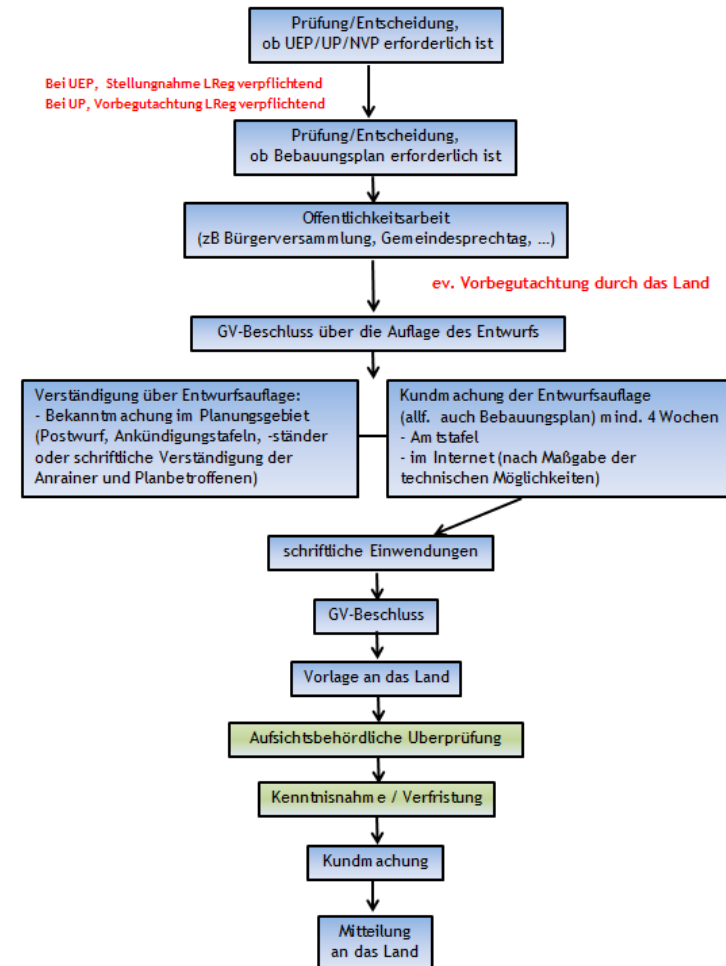 Prüfung/Entscheidung,
ob UEP/UP/NVP erforderlich ist
Bei UEP, Stellungnahme LReg verpflichtend
Bei UP, Vorbegutachtung LReg verpflichtend
Prüfung/Entscheidung,
ob Bebauungsplan erforderlich ist
Offentlichkeitsarbeit
(zB Bürgerversammlung, Gemeindesprechtag, ...)
ev. Vorbegutachtung durch das Land
GV-Beschluss über die Auflage des Entwurfs
Verständigung über Entwurfsauflage:
- Bekanntmachung im Planungsgebiet
(Postwurf, Ankündigungstafeln, -ständer
oder schriftliche Verständigung der
Anrainer und Planbetroffenen)
Kundmachung der Entwurfsauflage
(allf. auch Bebauungsplan) mind. 4 Wochen
- Amtstafel
- im Internet (nach Maßgabe der
technischen Möglichkeiten)
schriftliche Einwendungen
GV-Beschluss
Vorlage an das Land
Aufsichtsbehördliche Uberprüfung
Kenntnisnahme / Verfristung
Kundmachung
Mitteilung
an das Land